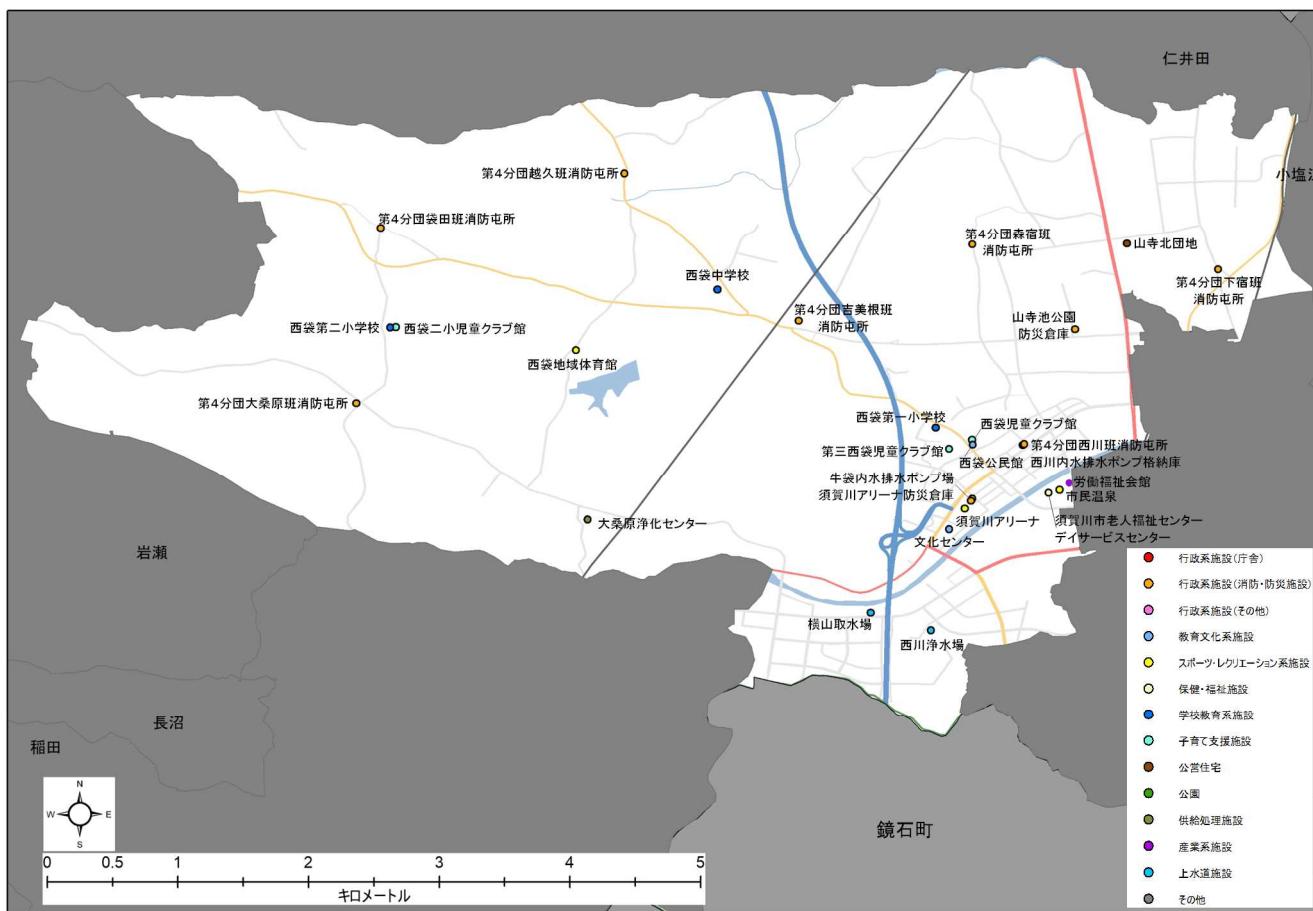 仁井田
小塩江
第4分団越久班消防屯所
第4分団袋田班消防屯所
第4分団森宿班
消防屯所
山寺北団地
第4分団下宿班
消防屯所
西袋中学校
第4分団吉美根班
消防屯所
山寺池公園
防災倉庫
西袋第二小学校
西袋二小児童クラブ館
西袋地域体育館
第4分団大桑原班消防屯所
西袋第一小学校
西袋児童クラブ館
第三西袋児童クラブ館
西袋公民館
第4分団西川班消防屯所
西川内水排水ポンプ格納庫
牛袋内水排水ポンプ場
須賀川アリーナ防災倉庫
労働福祉会館
市民温泉
大桑原浄化センター
須賀川アリーナ
文化センター
須賀川市老人福祉センター
デイサービスセンター
岩瀬
横山取水場
西川浄水場
長沼
稲田
鏡石町
行政系施設(庁舎)
行政系施設(消防・防災施設)
行政系施設(その他)
教育文化系施設
スポーツ・レクリエーション系施設
保健・福祉施設
学校教育系施設
子育て支援施設
公営住宅
公園
供給処理施設
産業系施設
上水道施設
その他
N
W E
S
0 0.5 1 2 3 4 5
キロメートル